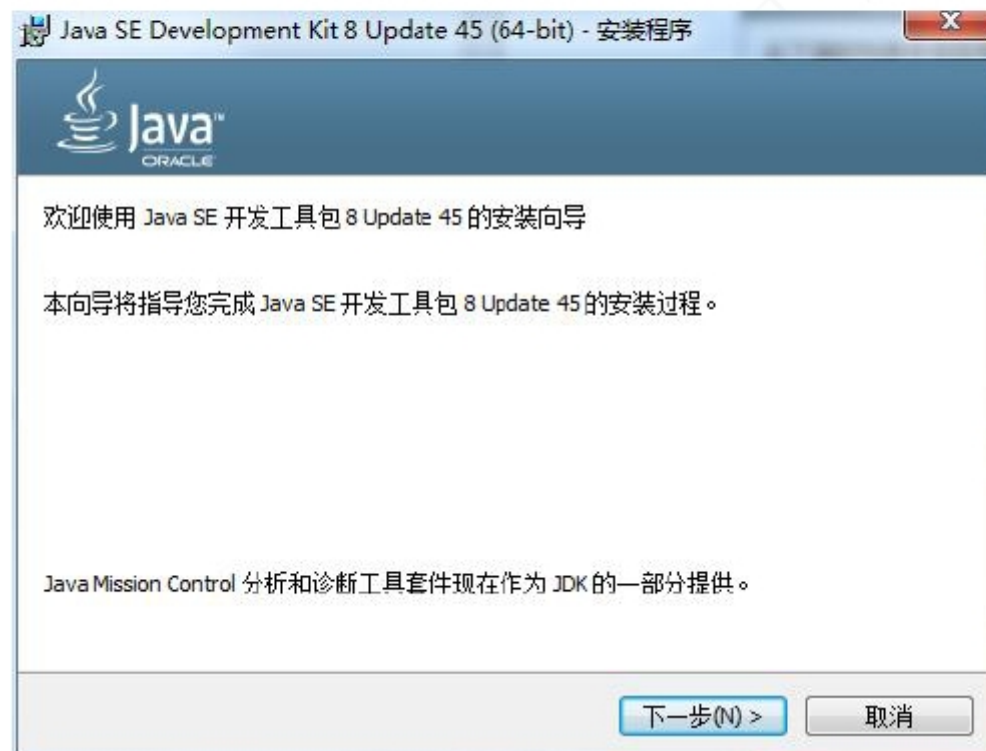 Java SE Development Kit 8 Update 45 (64-bit) - 安装程序
Java™
ORACLE
欢迎使用 Java SE 开发工具包 8 Update 45 的安装向导
本向导将指导您完成 Java SE 开发工具包 8 Update 45 的安装过程。
Java Mission Control 分析和诊断工具套件现在作为 JDK 的一部分提供。
下一步(N) > 取消